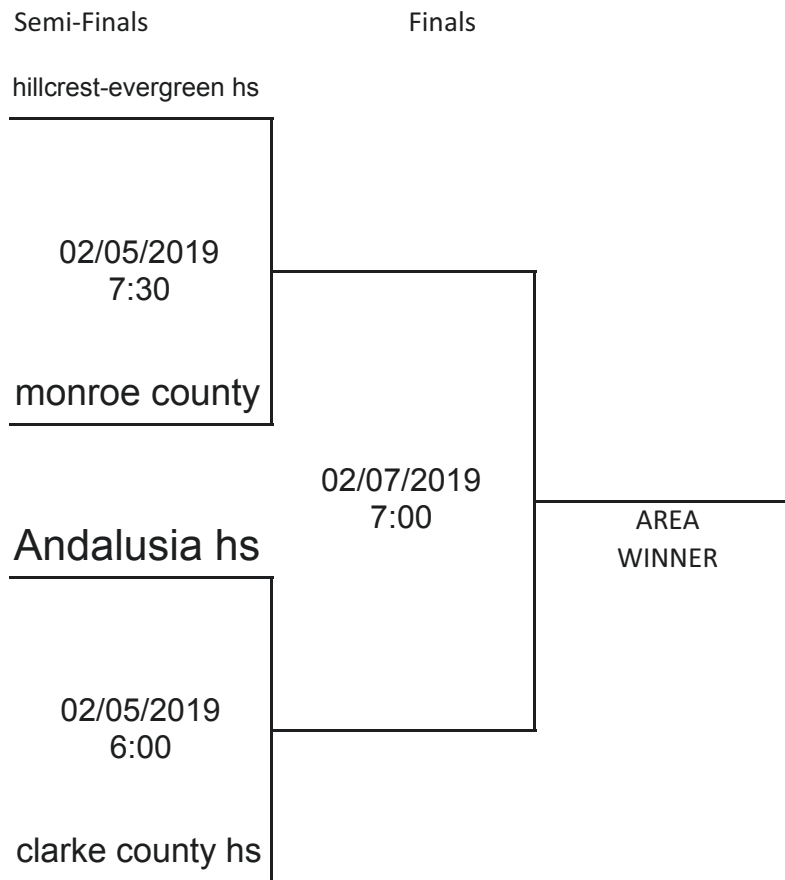 Semi-Finals
Finals
hillcrest-evergreen hs
02/05/2019
7:30
monroe county
02/07/2019
7:00
AREA
WINNER
Andalusia hs
02/05/2019
6:00
clarke county hs